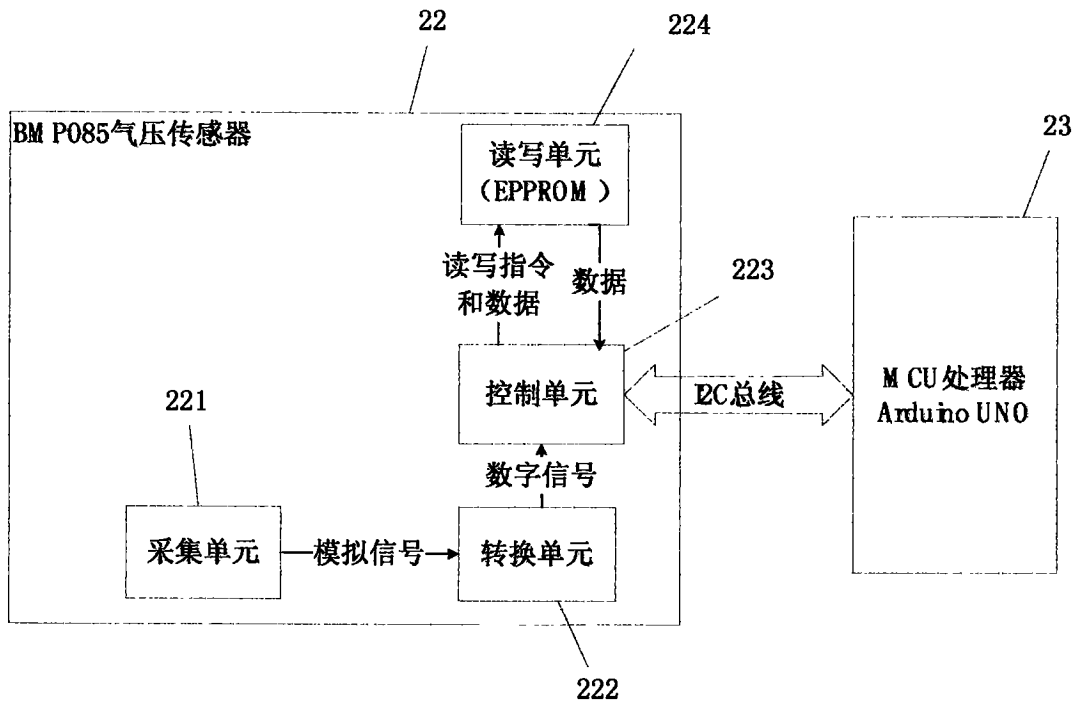 22
224
BMP085气压传感器
读写单元
(EPPROM)
23
读写指令
和数据
数据
223
控制单元
I2C总线
MCU处理器
Arduino UNO
221
数字信号
采集单元
模拟信号
转换单元
222